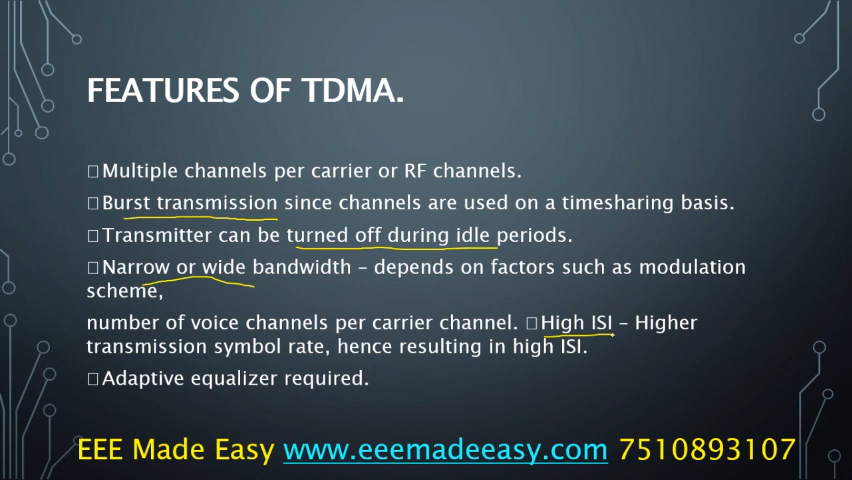 FEATURES OF TDMA.
▯Multiple channels per carrier or RF channels.
▯Burst transmission since channels are used on a timesharing basis.
▯Transmitter can be turned off during idle periods.
▯Narrow or wide bandwidth – depends on factors such as modulation
scheme,
number of voice channels per carrier channel. ▯High ISI – Higher
transmission symbol rate, hence resulting in high ISI.
▯Adaptive equalizer required.
EEE Made Easy www.eeemadeeasy.com 7510893107